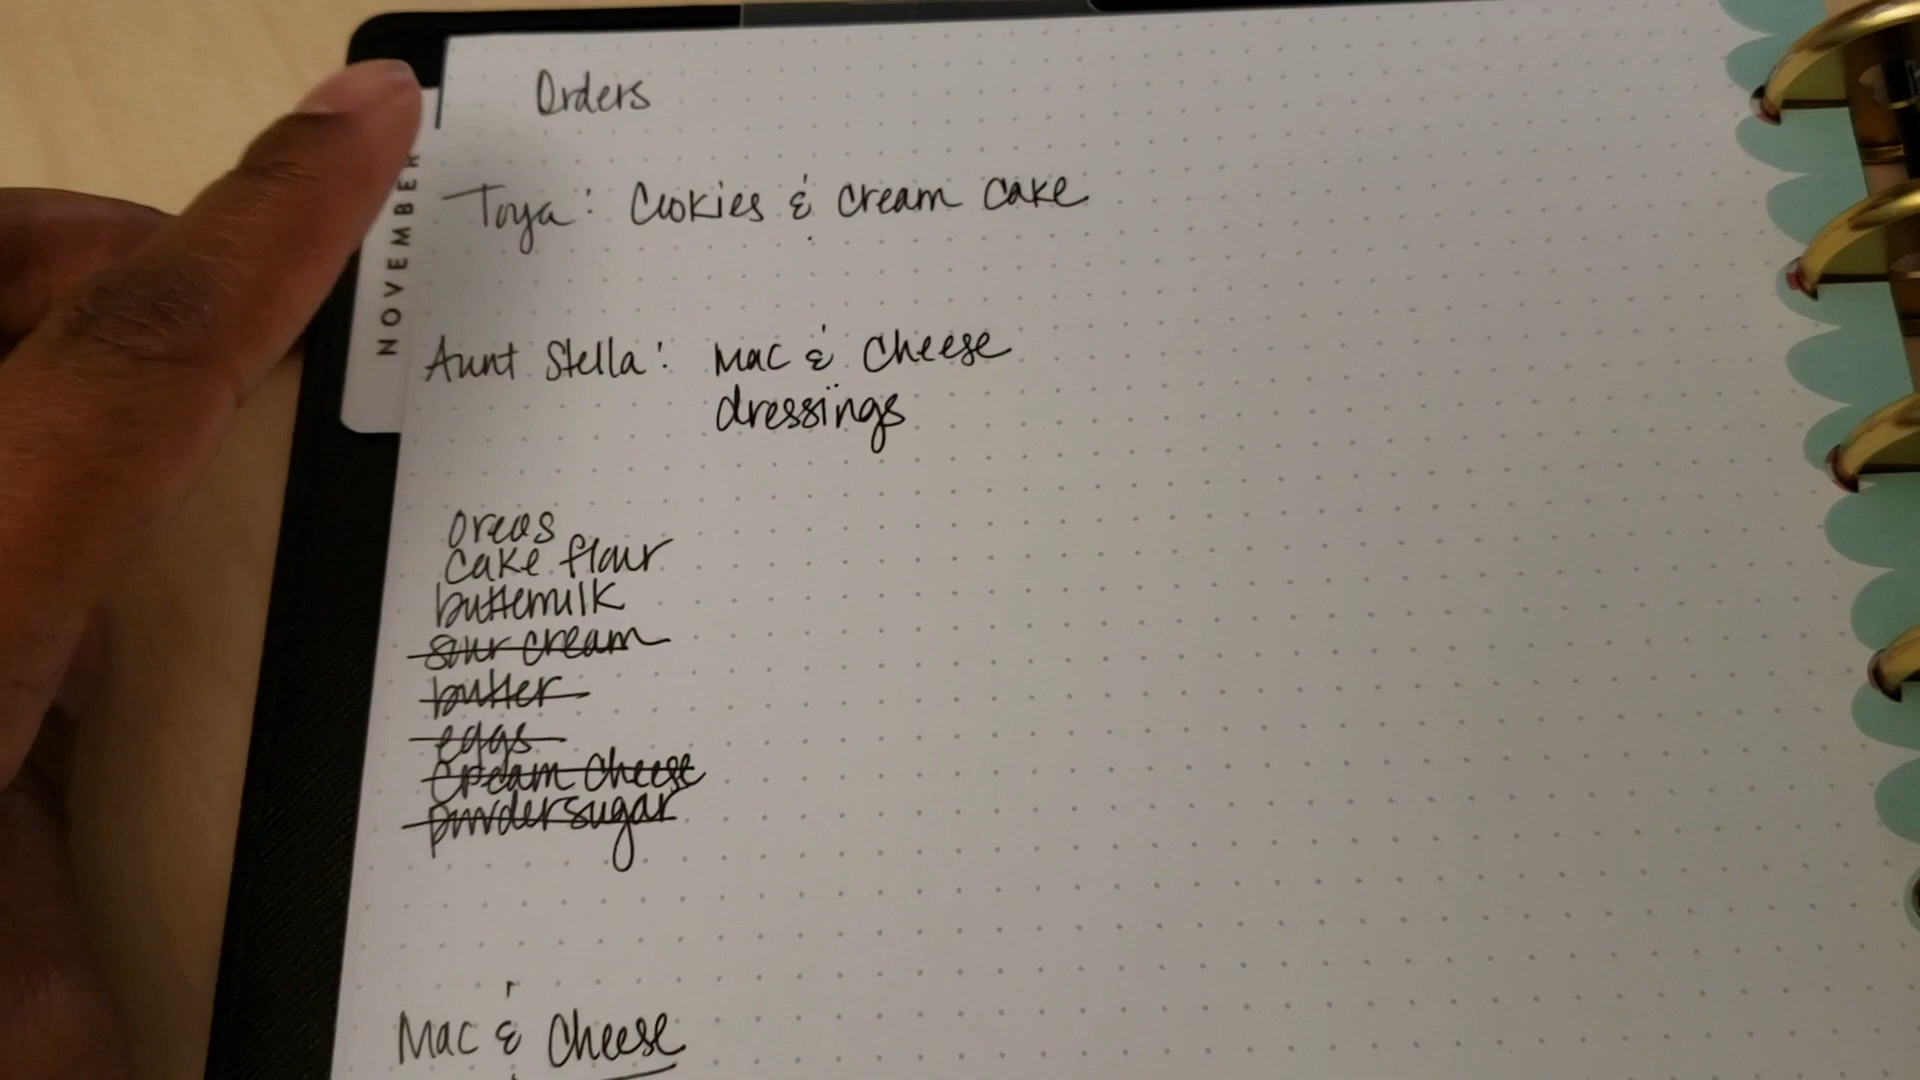 Orders
NOVEMBER
Toya: Cookies & cream cake
Aunt Stella: Mac & Cheese
dressings
oreos
cake flour
buttemilk
sour cream
butter
eggs
cream cheese
powdersugar
Mac & Cheese